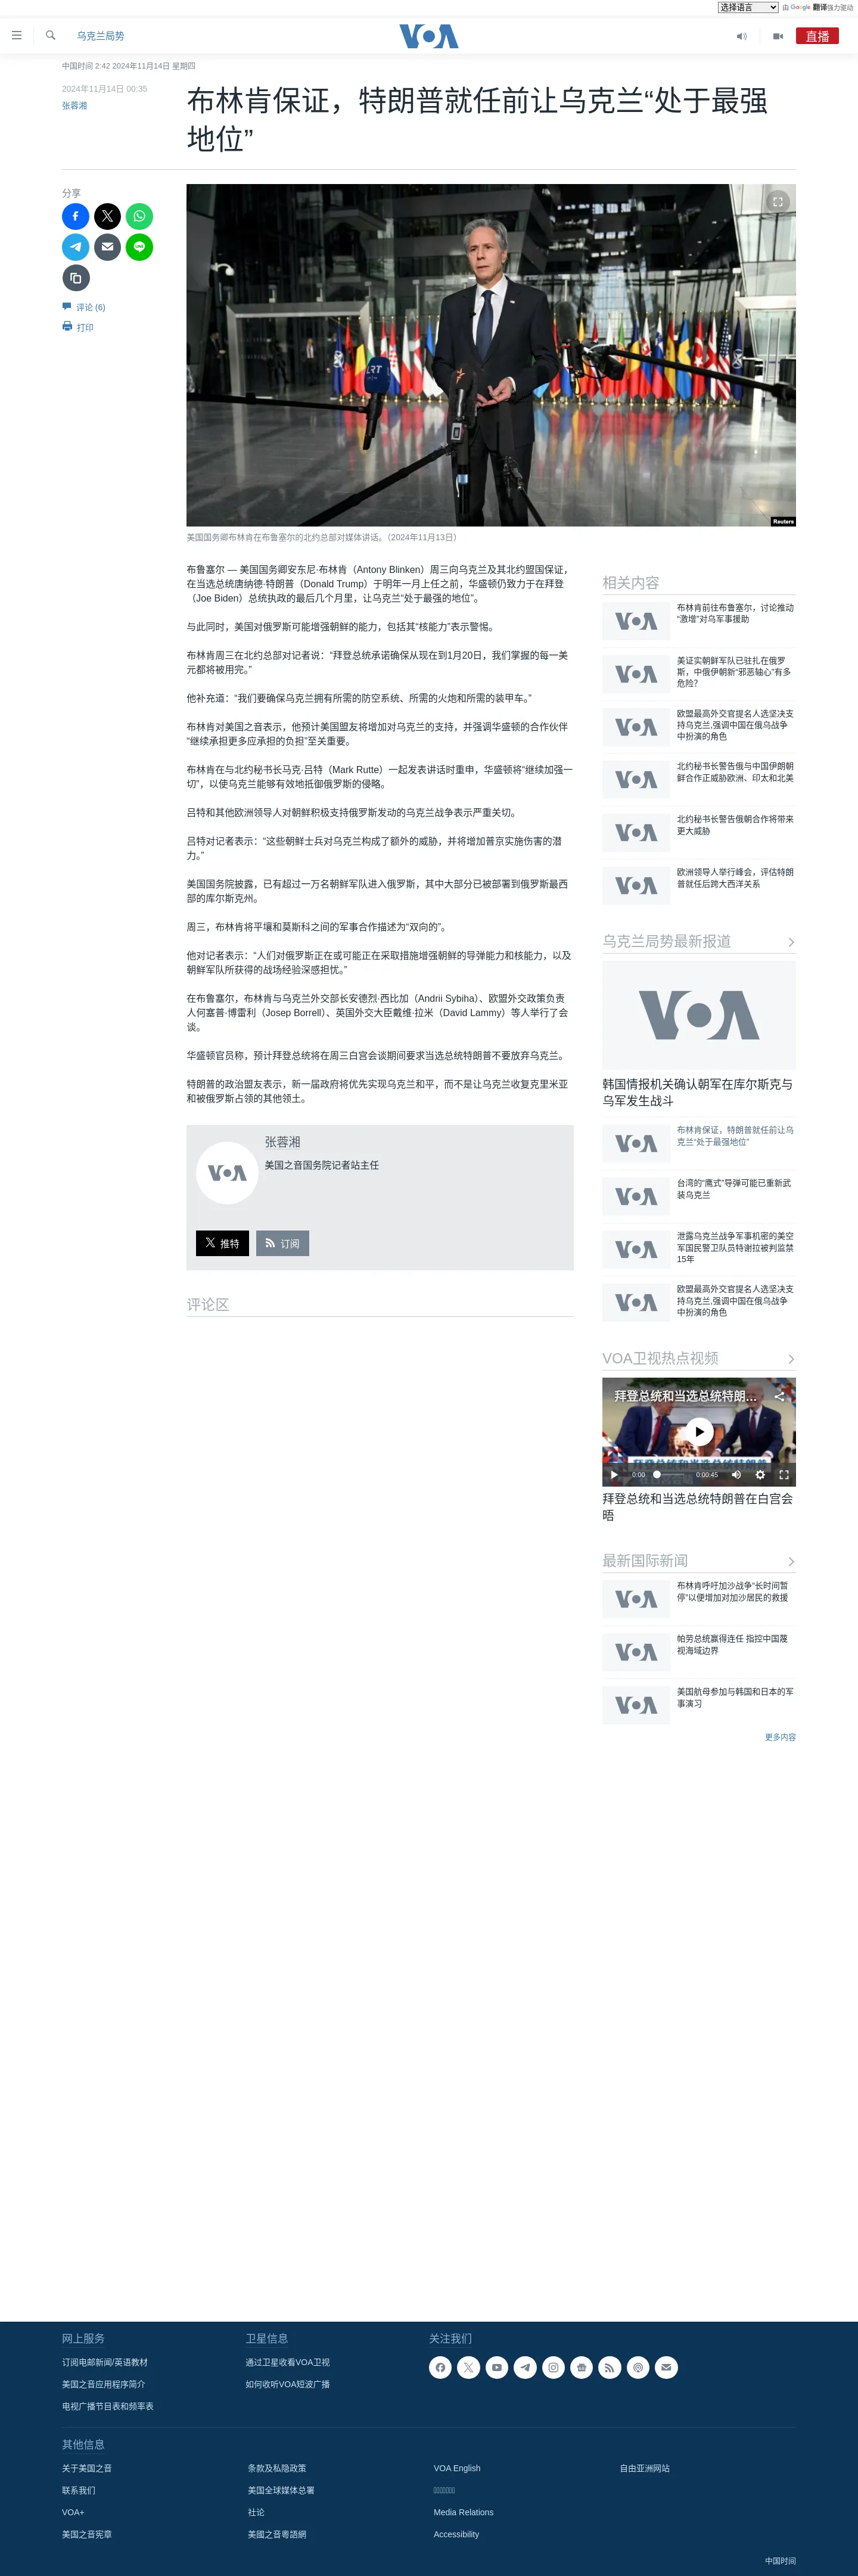 选择语言 由 Google 翻译强力驱动
乌克兰局势
VOA
直播
中国时间 2:42 2024年11月14日 星期四
2024年11月14日 00:35
张蓉湘
布林肯保证，特朗普就任前让乌克兰“处于最强
地位”
分享
评论 (6)
打印
LRT
Reuters
美国国务卿布林肯在布鲁塞尔的北约总部对媒体讲话。（2024年11月13日）
布鲁塞尔 — 美国国务卿安东尼·布林肯（Antony Blinken）周三向乌克兰及其北约盟国保证，
在当选总统唐纳德·特朗普（Donald Trump）于明年一月上任之前，华盛顿仍致力于在拜登
（Joe Biden）总统执政的最后几个月里，让乌克兰“处于最强的地位”。
与此同时，美国对俄罗斯可能增强朝鲜的能力，包括其“核能力”表示警惕。
布林肯周三在北约总部对记者说：“拜登总统承诺确保从现在到1月20日，我们掌握的每一美
元都将被用完。”
他补充道：“我们要确保乌克兰拥有所需的防空系统、所需的火炮和所需的装甲车。”
布林肯对美国之音表示，他预计美国盟友将增加对乌克兰的支持，并强调华盛顿的合作伙伴
“继续承担更多应承担的负担”至关重要。
布林肯在与北约秘书长马克·吕特（Mark Rutte）一起发表讲话时重申，华盛顿将“继续加强一
切”，以使乌克兰能够有效地抵御俄罗斯的侵略。
吕特和其他欧洲领导人对朝鲜积极支持俄罗斯发动的乌克兰战争表示严重关切。
吕特对记者表示：“这些朝鲜士兵对乌克兰构成了额外的威胁，并将增加普京实施伤害的潜
力。”
美国国务院披露，已有超过一万名朝鲜军队进入俄罗斯，其中大部分已被部署到俄罗斯最西
部的库尔斯克州。
周三，布林肯将平壤和莫斯科之间的军事合作描述为“双向的”。
他对记者表示：“人们对俄罗斯正在或可能正在采取措施增强朝鲜的导弹能力和核能力，以及
朝鲜军队所获得的战场经验深感担忧。”
在布鲁塞尔，布林肯与乌克兰外交部长安德烈·西比加（Andrii Sybiha）、欧盟外交政策负责
人何塞普·博雷利（Josep Borrell）、英国外交大臣戴维·拉米（David Lammy）等人举行了会
谈。
华盛顿官员称，预计拜登总统将在周三白宫会谈期间要求当选总统特朗普不要放弃乌克兰。
特朗普的政治盟友表示，新一届政府将优先实现乌克兰和平，而不是让乌克兰收复克里米亚
和被俄罗斯占领的其他领土。
VOA
张蓉湘
美国之音国务院记者站主任
推特
订阅
评论区
相关内容
VOA
布林肯前往布鲁塞尔，讨论推动
“激增”对乌军事援助
VOA
美证实朝鲜军队已驻扎在俄罗
斯，中俄伊朝新“邪恶轴心”有多
危险？
VOA
欧盟最高外交官提名人选坚决支
持乌克兰,强调中国在俄乌战争
中扮演的角色
VOA
北约秘书长警告俄与中国伊朗朝
鲜合作正威胁欧洲、印太和北美
VOA
北约秘书长警告俄朝合作将带来
更大威胁
VOA
欧洲领导人举行峰会，评估特朗
普就任后跨大西洋关系
乌克兰局势最新报道
VOA
韩国情报机关确认朝军在库尔斯克与
乌军发生战斗
VOA
布林肯保证，特朗普就任前让乌
克兰“处于最强地位”
VOA
台湾的“鹰式”导弹可能已重新武
装乌克兰
VOA
泄露乌克兰战争军事机密的美空
军国民警卫队员特谢拉被判监禁
15年
VOA
欧盟最高外交官提名人选坚决支
持乌克兰,强调中国在俄乌战争
中扮演的角色
VOA卫视热点视频
拜登总统和当选总统特朗...
0:00
0:00:45
拜登总统和当选总统特朗普在白宫会
晤
最新国际新闻
VOA
布林肯呼吁加沙战争“长时间暂
停”以便增加对加沙居民的救援
VOA
帕劳总统赢得连任 指控中国蔑
视海域边界
VOA
美国航母参加与韩国和日本的军
事演习
更多内容
网上服务
订阅电邮新闻/英语教材
美国之音应用程序简介
电视广播节目表和频率表
卫星信息
通过卫星收看VOA卫视
如何收听VOA短波广播
关注我们
其他信息
关于美国之音
联系我们
VOA+
美国之音宪章
条款及私隐政策
美国全球媒体总署
社论
美國之音粵語網
VOA English
Media Relations
Accessibility
自由亚洲网站
中国时间